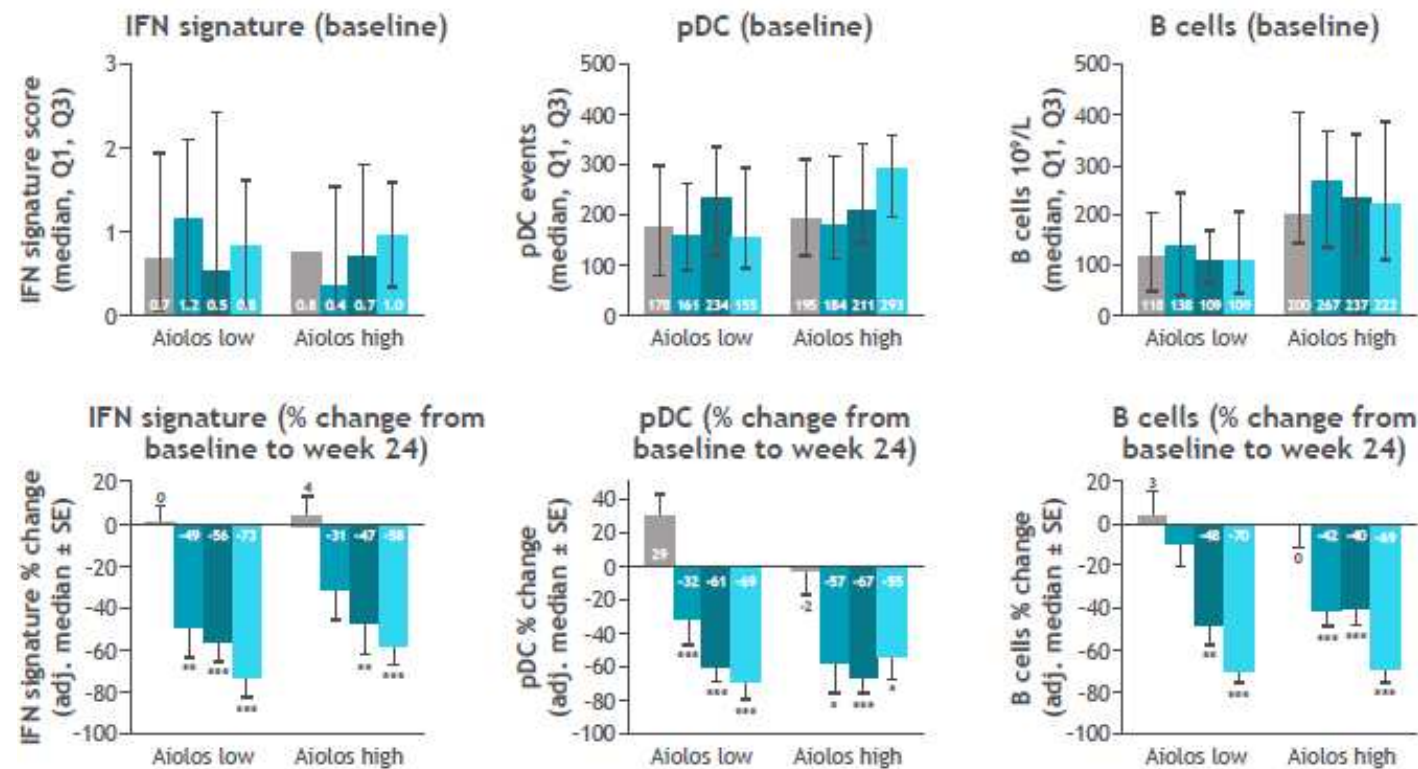 IFN signature (baseline)
IFN signature score
(median, Q1, Q3)
3
2
1
0
0.7 1.2 0.5 0.8
0.8 0.4 0.7 1.0
Aiolos low Aiolos high
pDC (baseline)
pDC events
(median, Q1, Q3)
500
400
300
200
100
0
178 161 234 155
195 184 211 293
Aiolos low Aiolos high
B cells (baseline)
B cells 10⁹/L
(median, Q1, Q3)
500
400
300
200
100
0
118 138 109 109
200 267 237 222
Aiolos low Aiolos high
IFN signature (% change from
baseline to week 24)
IFN signature % change
(adj. median ± SE)
20
0
-20
-40
-60
-80
-100
0 -49 -56 -73
** *** ***
4 -31 -47 -58
** ***
Aiolos low Aiolos high
pDC (% change from
baseline to week 24)
pDC % change
(adj. median ± SE)
40
20
0
-20
-40
-60
-80
-100
29 -32 -61 -69
*** *** ***
-2 -57 -67 -55
* *** *
Aiolos low Aiolos high
B cells (% change from
baseline to week 24)
B cells % change
(adj. median ± SE)
20
0
-20
-40
-60
-80
-100
3 -48 -70
** ***
0 -42 -40 -69
*** *** ***
Aiolos low Aiolos high